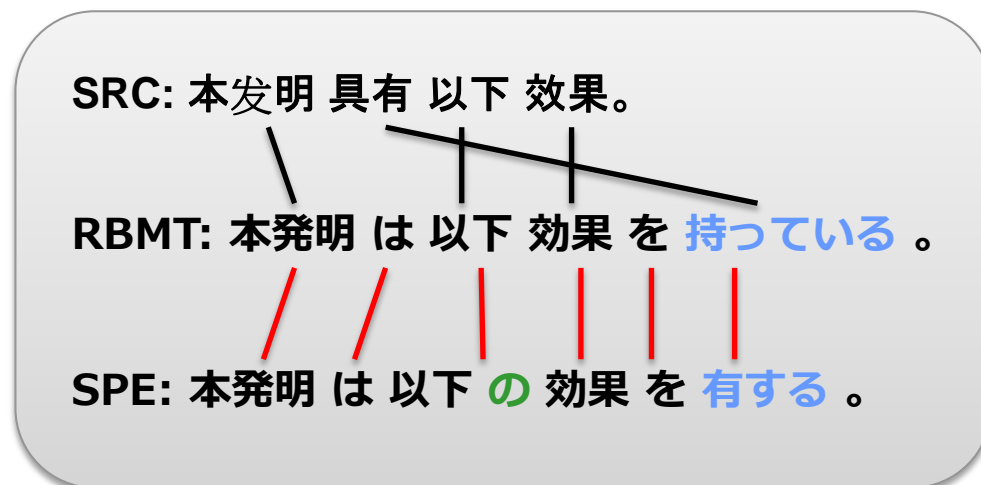 SRC: 本发明 具有 以下 效果。
RBMT: 本発明 は 以下 効果 を 持っている 。
SPE: 本発明 は 以下 の 効果 を 有する 。